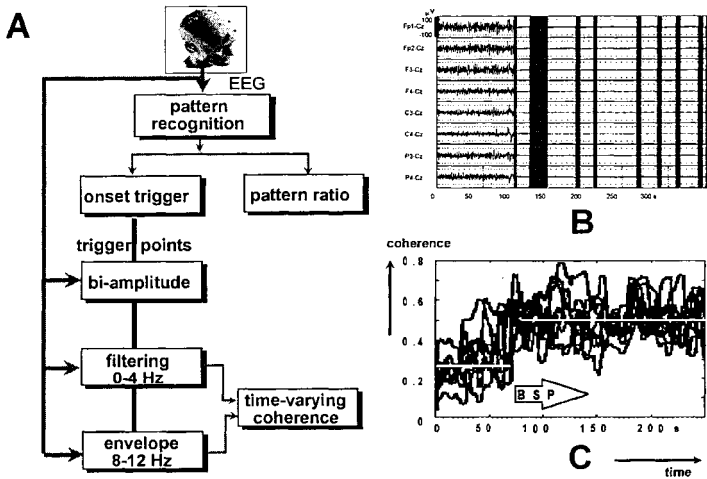 A
EEG
pattern
recognition
onset trigger
pattern ratio
trigger points
bi-amplitude
filtering
0-4 Hz
time-varying
coherence
envelope
8-12 Hz
µV
100
-100
Fp1-Cz
Fp2-Cz
F3-Cz
F4-Cz
C3-Cz
C4-Cz
P3-Cz
P4-Cz
0 50 100 150 200 250 300 s
B
coherence
0.8
0.6
0.4
0.2
0
BSP
0 50 100 150 200 s
C
time